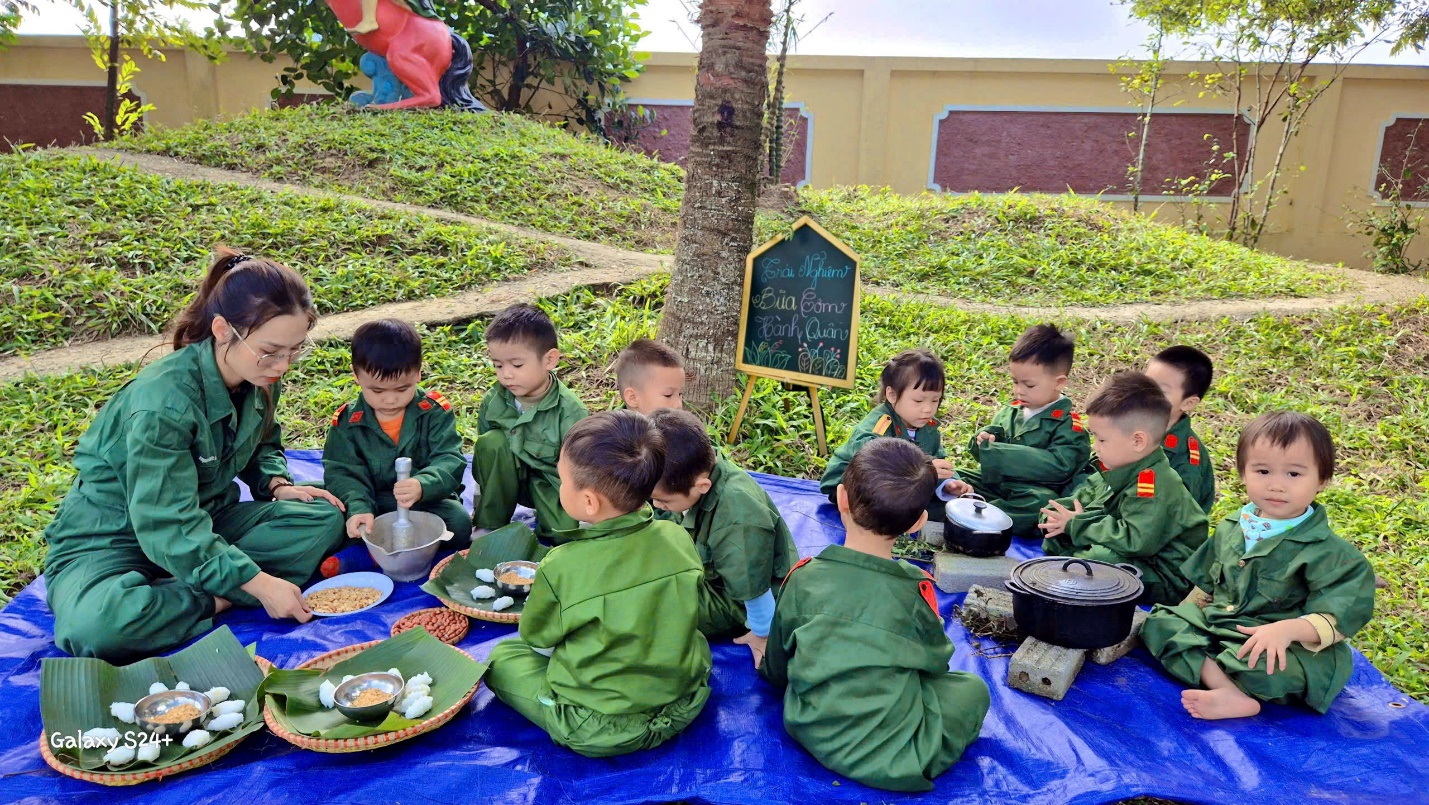 Trải Nghiệm
Bữa Cơm
Hành Quân
Galaxy S24+